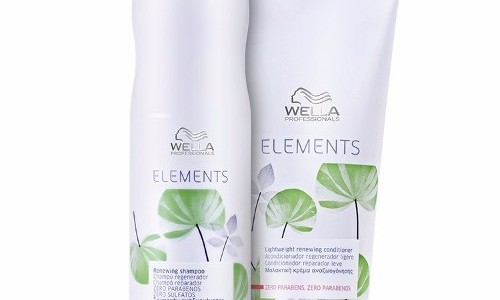 WELLA
PROFESSIONALS
ELEMENTS
Renewing shampoo
Champú regenerador
Champô reparador
ZERO PARABENOS
ZERO SULFATOS
WELLA
PROFESSIONALS
ELEMENTS
Lightweight renewing conditioner
Acondicionador regenerador ligero
Condicionador reparador leve
Μαλακτική κρέμα αναζωογόνησης
ZERO PARABENS. ZERO PARABENOS